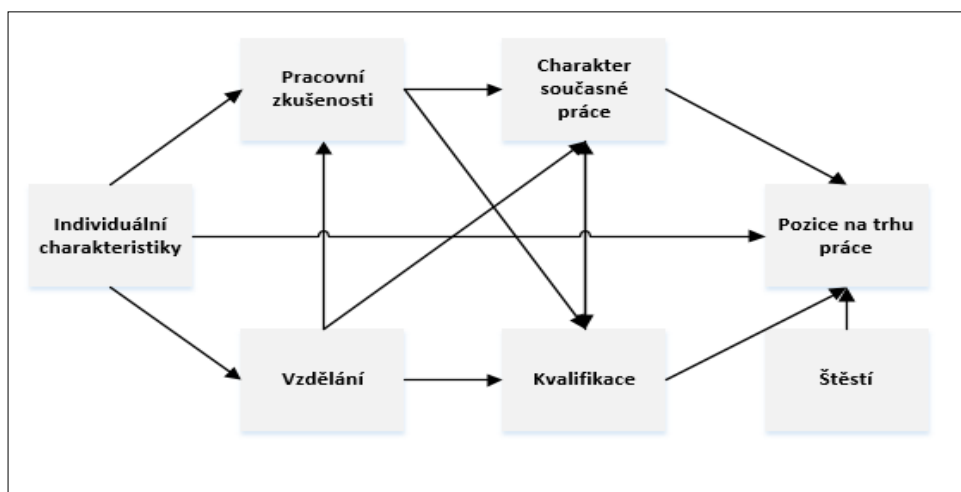 Pracovní
zkušenosti
Charakter
současné
práce
Individuální
charakteristiky
Pozice na trhu
práce
Vzdělání
Kvalifikace
Štěstí